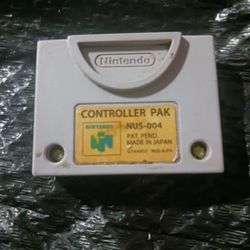 Nintendo
CONTROLLER PAK
NINTENDO
NUS-004
PAT. PEND.
MADE IN JAPAN